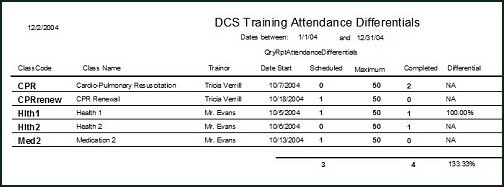 12/2/2004
DCS Training Attendance Differentials
Dates between: 1/1/04 and 12/31/04
QryRptAttendanceDifferentials
ClassCode Class Name Trainor Date Start Scheduled Maximum Completed Differential
CPR Cardio-Pulmonary Resuscitation Tricia Verrill 10/7/2004 0 50 2 NA
CPRrenew CPR Renewal Tricia Verrill 10/18/2004 1 50 0 NA
Hlth1 Health 1 Mr. Evans 10/5/2004 1 50 1 100.00%
Hlth2 Health 2 Mr. Evans 10/6/2004 0 50 1 NA
Med2 Medication 2 Mr. Evans 10/13/2004 1 50 0 NA
3 4 133.33%